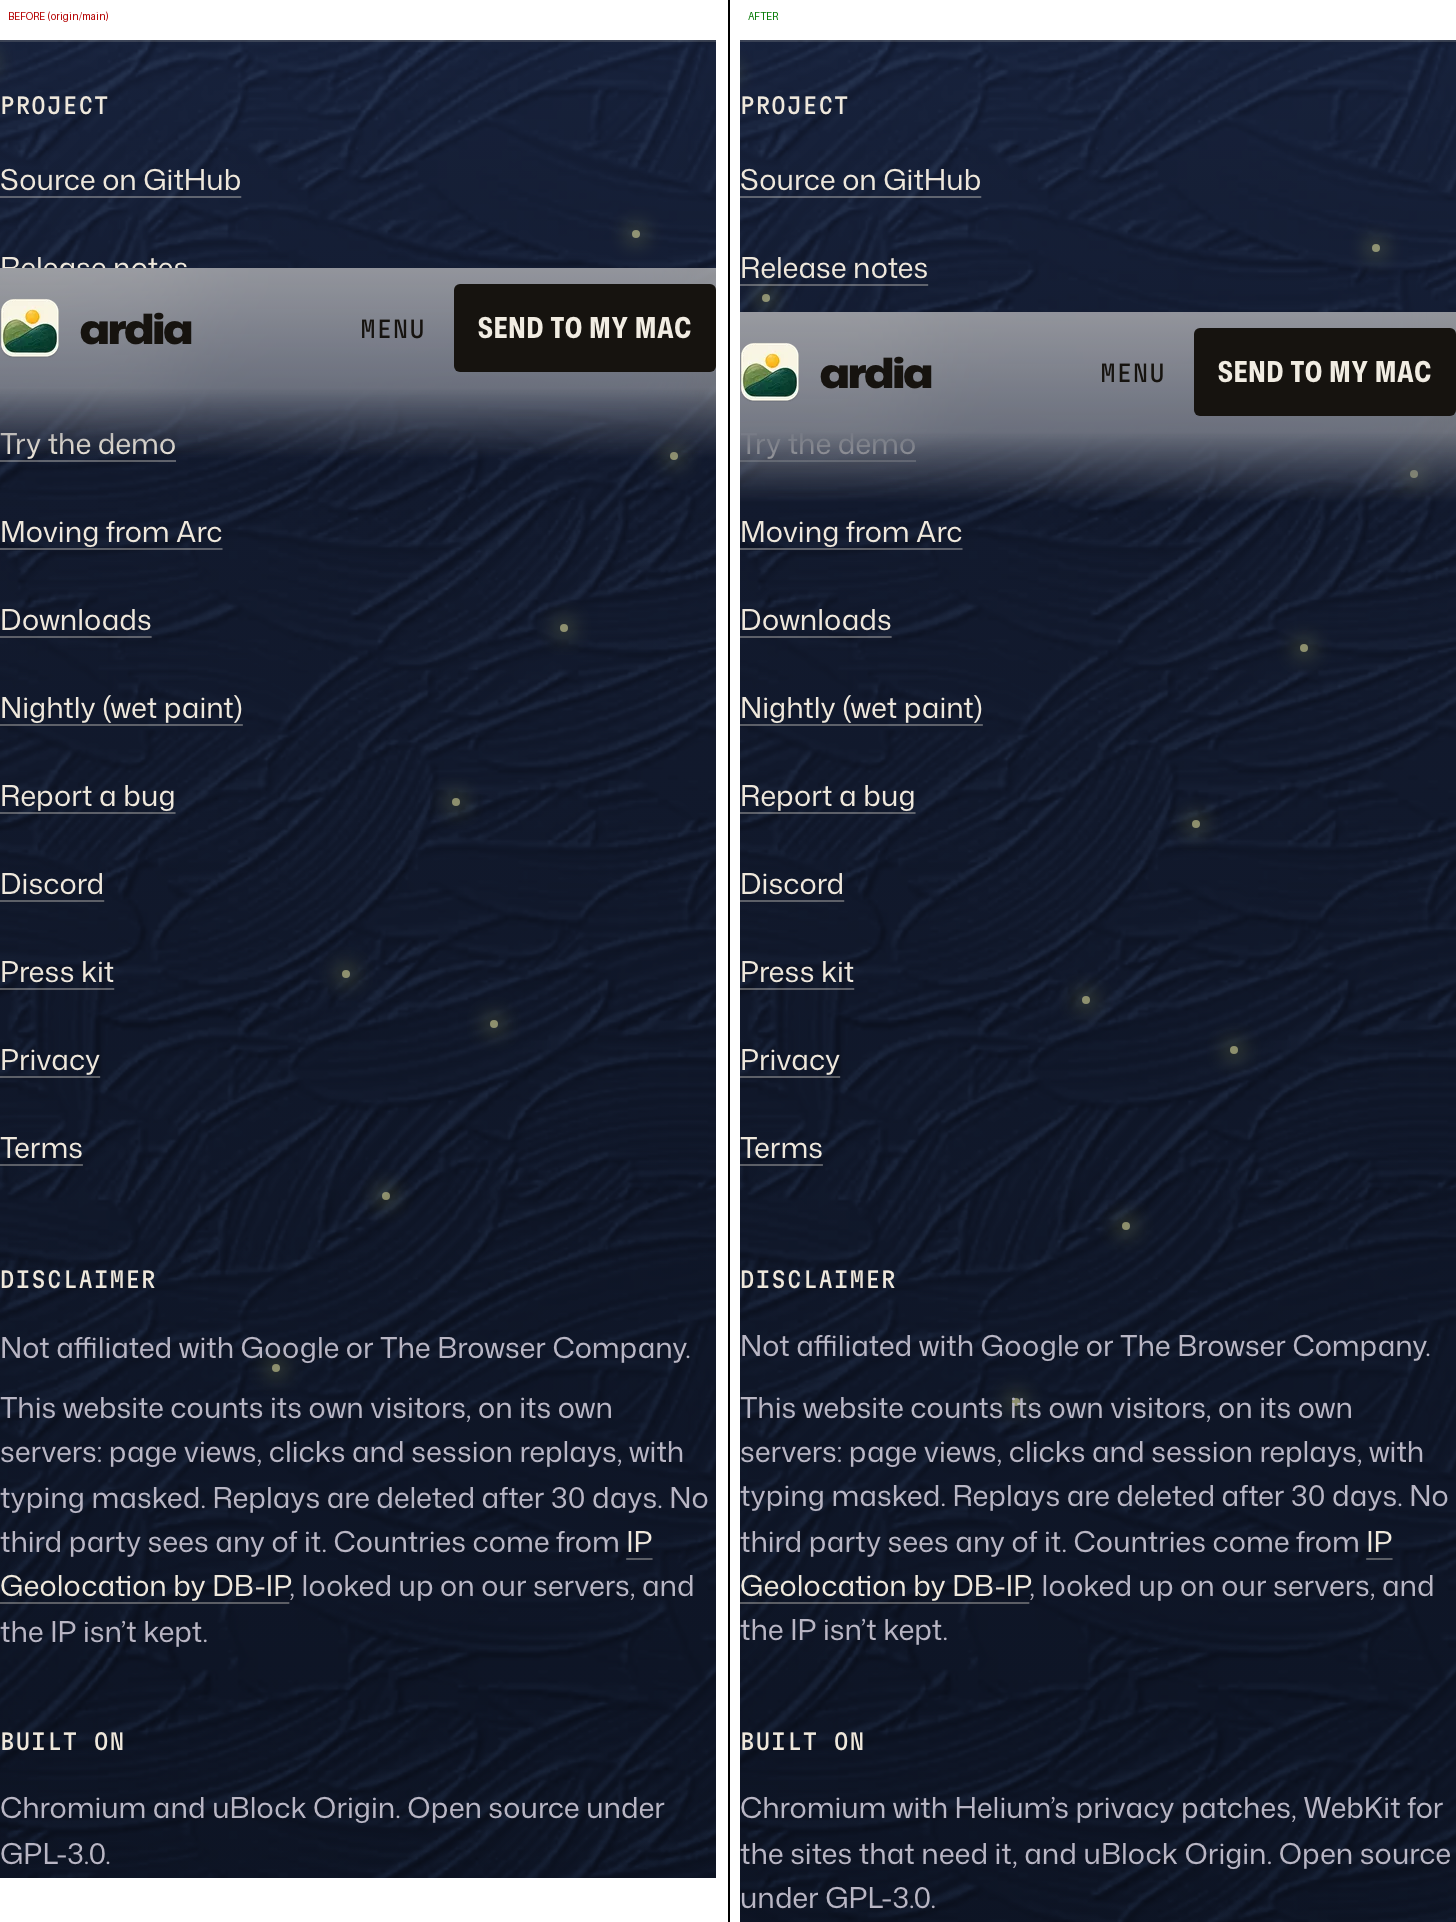 BEFORE (origin/main)
PROJECT
Source on GitHub
Release notes
ardia
MENU
SEND TO MY MAC
Try the demo
Moving from Arc
Downloads
Nightly (wet paint)
Report a bug
Discord
Press kit
Privacy
Terms
DISCLAIMER
Not affiliated with Google or The Browser Company.
This website counts its own visitors, on its own
servers: page views, clicks and session replays, with
typing masked. Replays are deleted after 30 days. No
third party sees any of it. Countries come from IP
Geolocation by DB-IP, looked up on our servers, and
the IP isn’t kept.
BUILT ON
Chromium and uBlock Origin. Open source under
GPL-3.0.
AFTER
PROJECT
Source on GitHub
Release notes
ardia
MENU
SEND TO MY MAC
Try the demo
Moving from Arc
Downloads
Nightly (wet paint)
Report a bug
Discord
Press kit
Privacy
Terms
DISCLAIMER
Not affiliated with Google or The Browser Company.
This website counts its own visitors, on its own
servers: page views, clicks and session replays, with
typing masked. Replays are deleted after 30 days. No
third party sees any of it. Countries come from IP
Geolocation by DB-IP, looked up on our servers, and
the IP isn’t kept.
BUILT ON
Chromium with Helium’s privacy patches, WebKit for
the sites that need it, and uBlock Origin. Open source
under GPL-3.0.